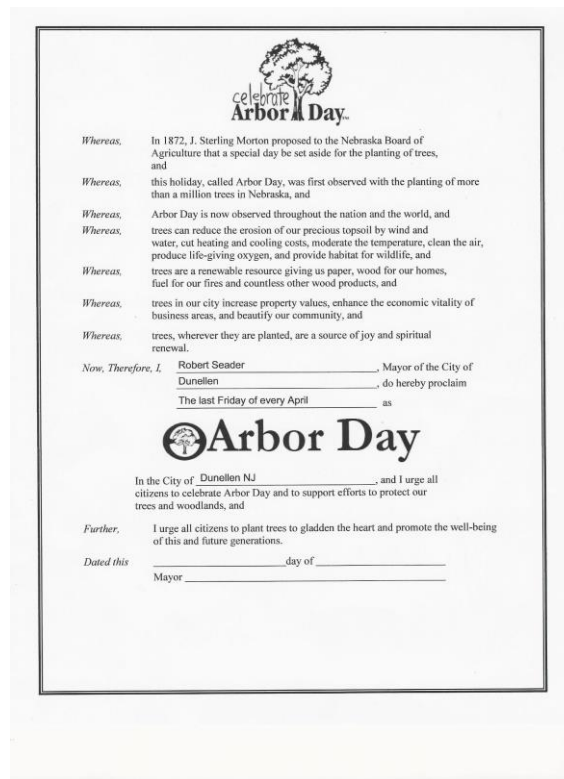 celebrate
Arbor Day™
Whereas, In 1872, J. Sterling Morton proposed to the Nebraska Board of
Agriculture that a special day be set aside for the planting of trees,
and
Whereas, this holiday, called Arbor Day, was first observed with the planting of more
than a million trees in Nebraska, and
Whereas, Arbor Day is now observed throughout the nation and the world, and
Whereas, trees can reduce the erosion of our precious topsoil by wind and
water, cut heating and cooling costs, moderate the temperature, clean the air,
produce life-giving oxygen, and provide habitat for wildlife, and
Whereas, trees are a renewable resource giving us paper, wood for our homes,
fuel for our fires and countless other wood products, and
Whereas, trees in our city increase property values, enhance the economic vitality of
business areas, and beautify our community, and
Whereas, trees, wherever they are planted, are a source of joy and spiritual
renewal.
Now, Therefore, I, Robert Seader, Mayor of the City of
Dunellen, do hereby proclaim
The last Friday of every April as
Arbor Day
In the City of Dunellen NJ, and I urge all
citizens to celebrate Arbor Day and to support efforts to protect our
trees and woodlands, and
Further, I urge all citizens to plant trees to gladden the heart and promote the well-being
of this and future generations.
Dated this day of
Mayor